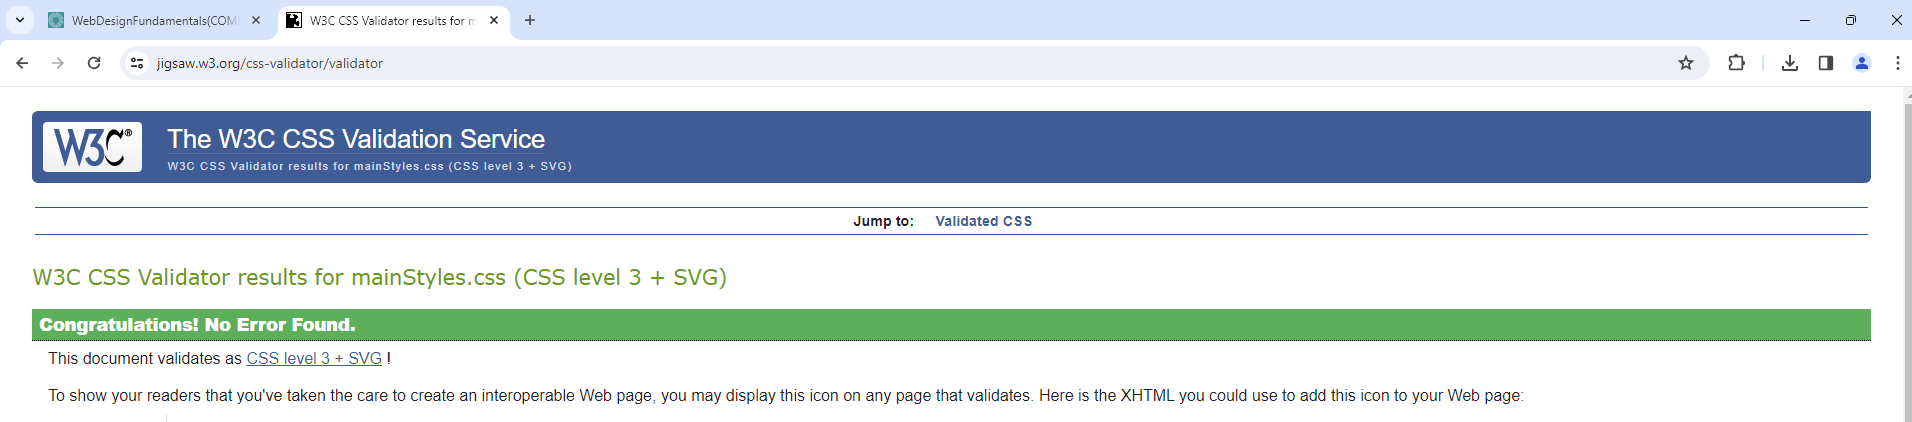 WebDesignFundamentals(COM
W3C CSS Validator results for m
jigsaw.w3.org/css-validator/validator
W3C®
The W3C CSS Validation Service
W3C CSS Validator results for mainStyles.css (CSS level 3 + SVG)
Jump to: Validated CSS
W3C CSS Validator results for mainStyles.css (CSS level 3 + SVG)
Congratulations! No Error Found.
This document validates as CSS level 3 + SVG !
To show your readers that you've taken the care to create an interoperable Web page, you may display this icon on any page that validates. Here is the XHTML you could use to add this icon to your Web page: